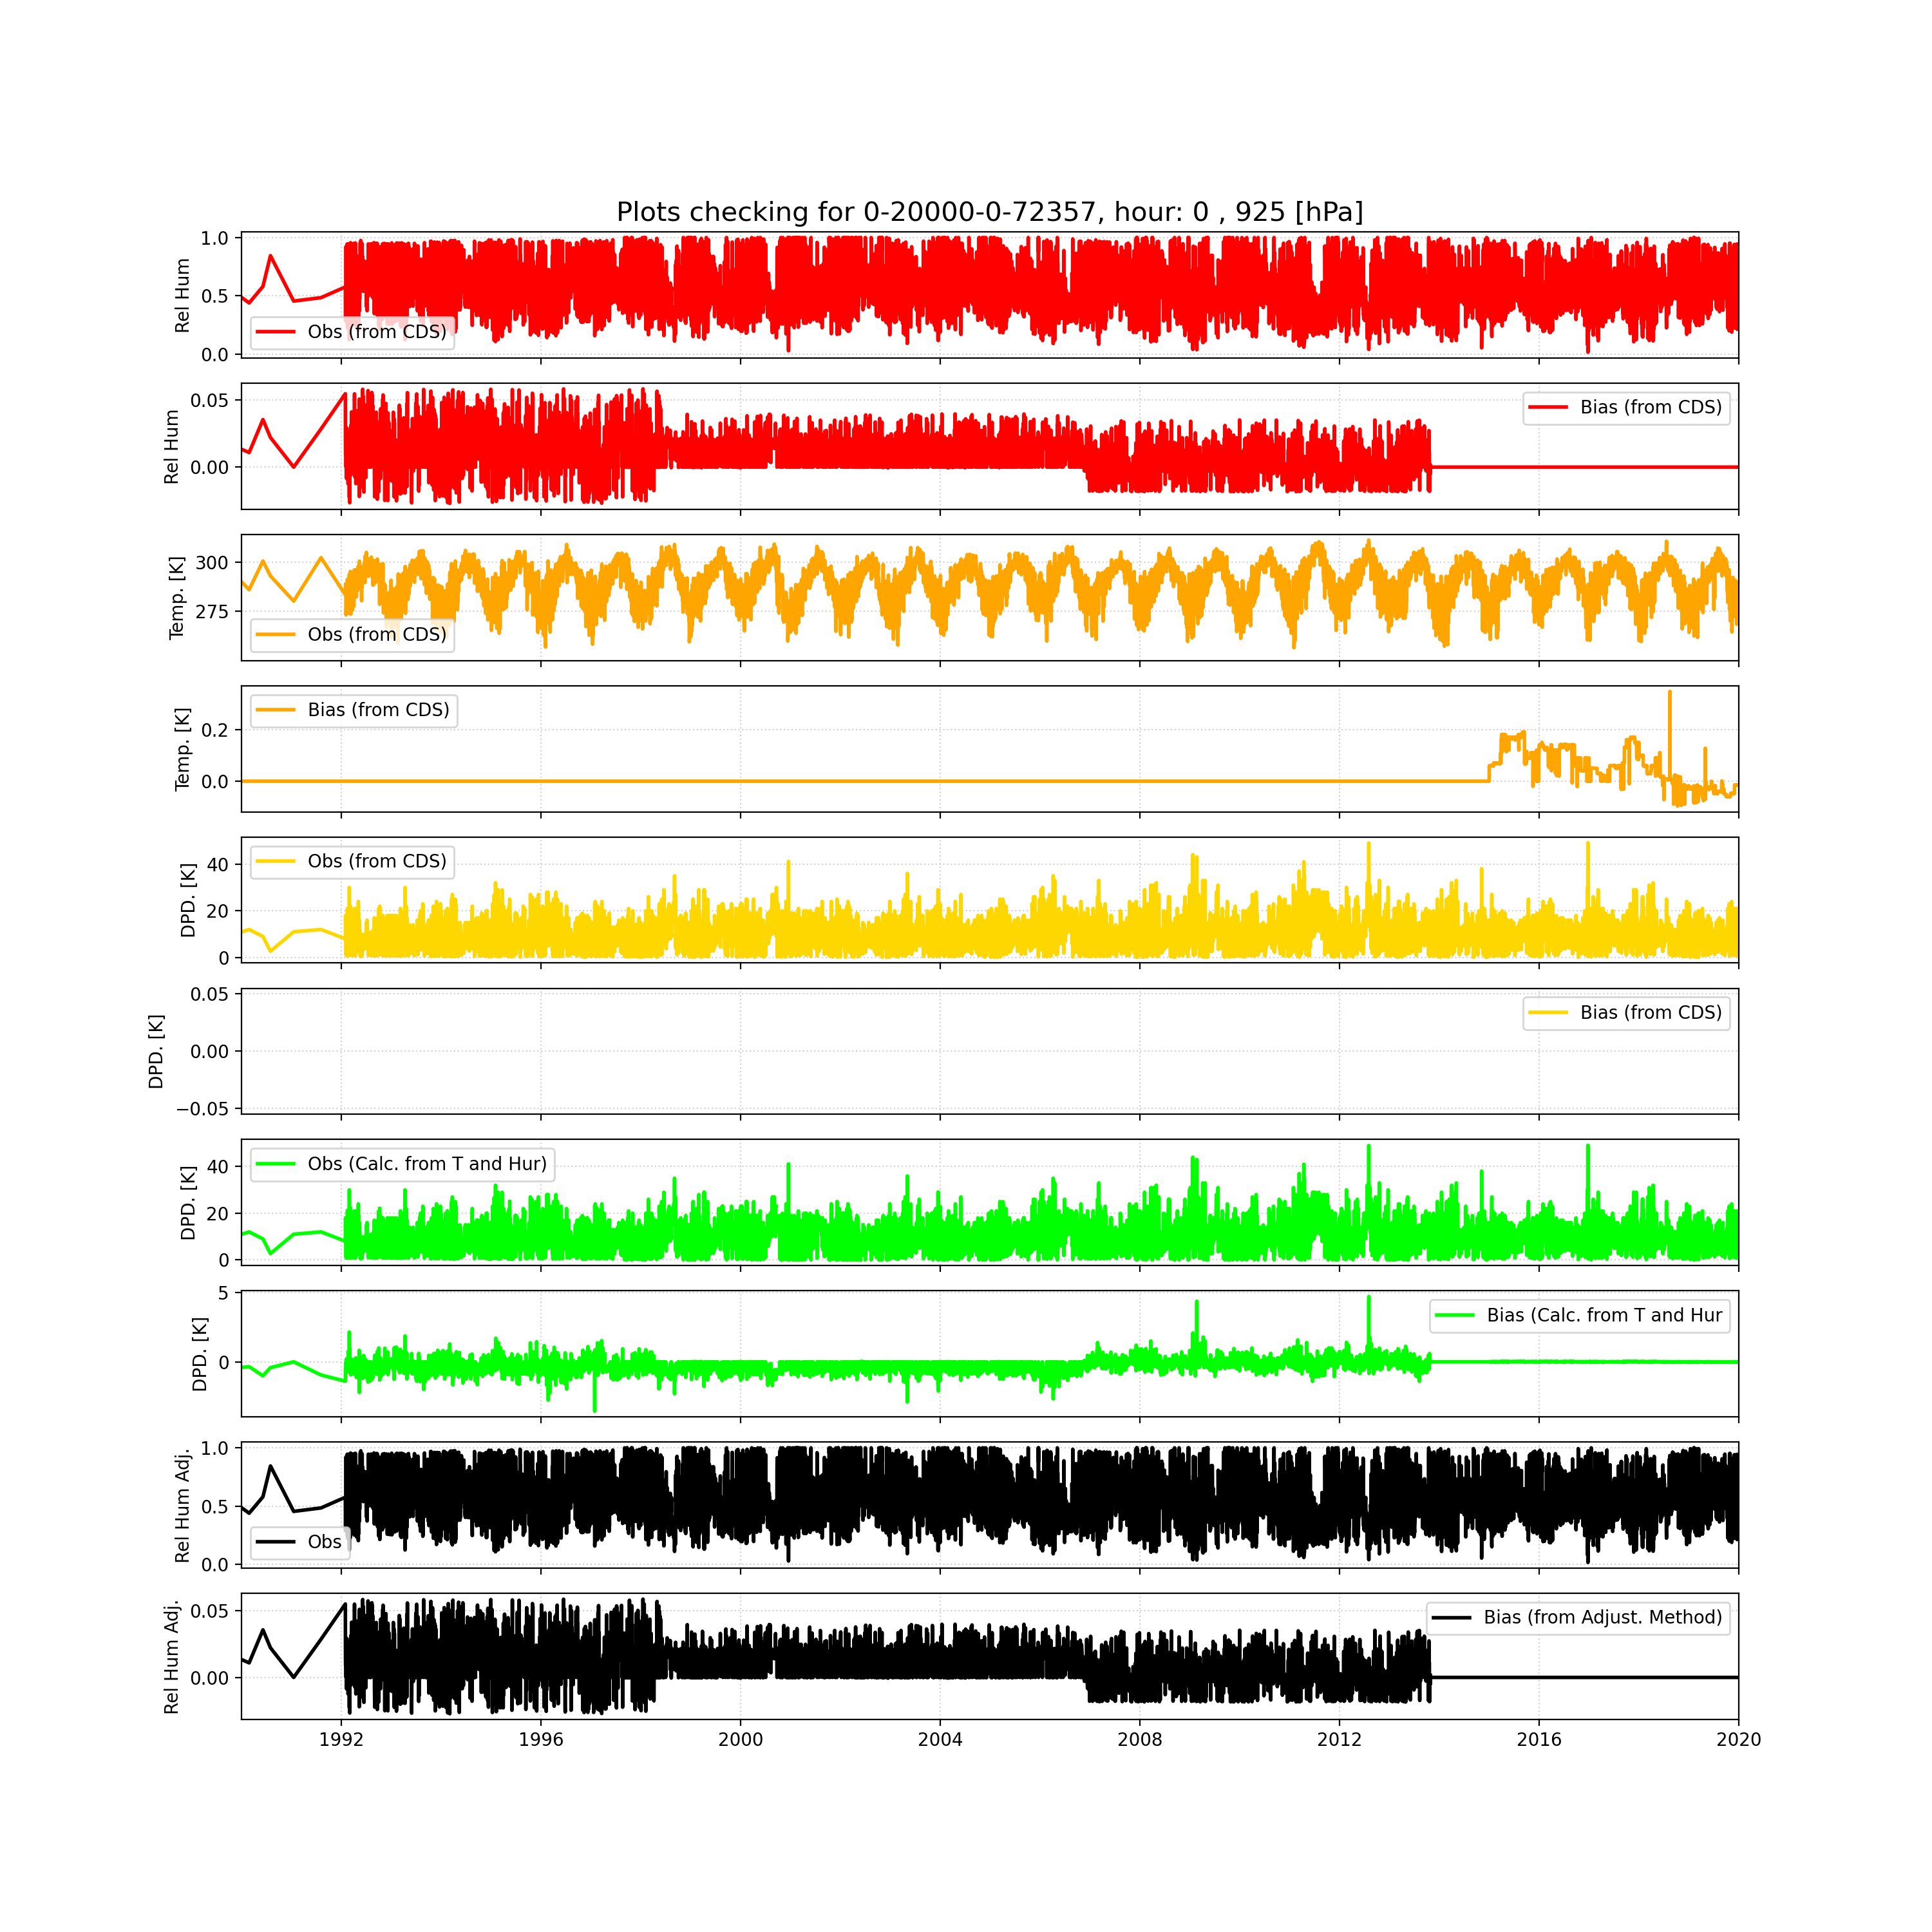 Plots checking for 0-20000-0-72357, hour: 0 , 925 [hPa]
Rel Hum
1.0
0.5
0.0
Obs (from CDS)
Rel Hum
0.05
0.00
Bias (from CDS)
Temp. [K]
300
275
Obs (from CDS)
Temp. [K]
0.2
0.0
Bias (from CDS)
DPD. [K]
40
20
0
Obs (from CDS)
DPD. [K]
0.05
0.00
−0.05
Bias (from CDS)
DPD. [K]
40
20
0
Obs (Calc. from T and Hur)
DPD. [K]
5
0
Bias (Calc. from T and Hur
Rel Hum Adj.
1.0
0.5
0.0
Obs
Rel Hum Adj.
0.05
0.00
Bias (from Adjust. Method)
1992 1996 2000 2004 2008 2012 2016 2020